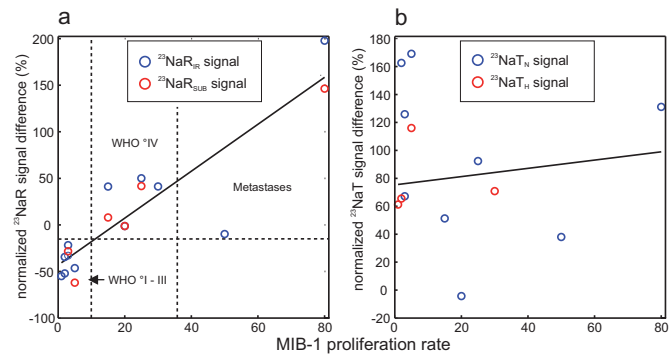 a
normalized ²³NaR signal difference (%)
200
150
100
50
0
-50
-100
²³NaR_IR signal
²³NaR_SUB signal
WHO °IV
Metastases
WHO °I - III
0
20
40
60
80
b
normalized ²³NaT signal difference (%)
180
160
140
120
100
80
60
40
20
0
-20
²³NaT_N signal
²³NaT_H signal
0
20
40
60
80
MIB-1 proliferation rate